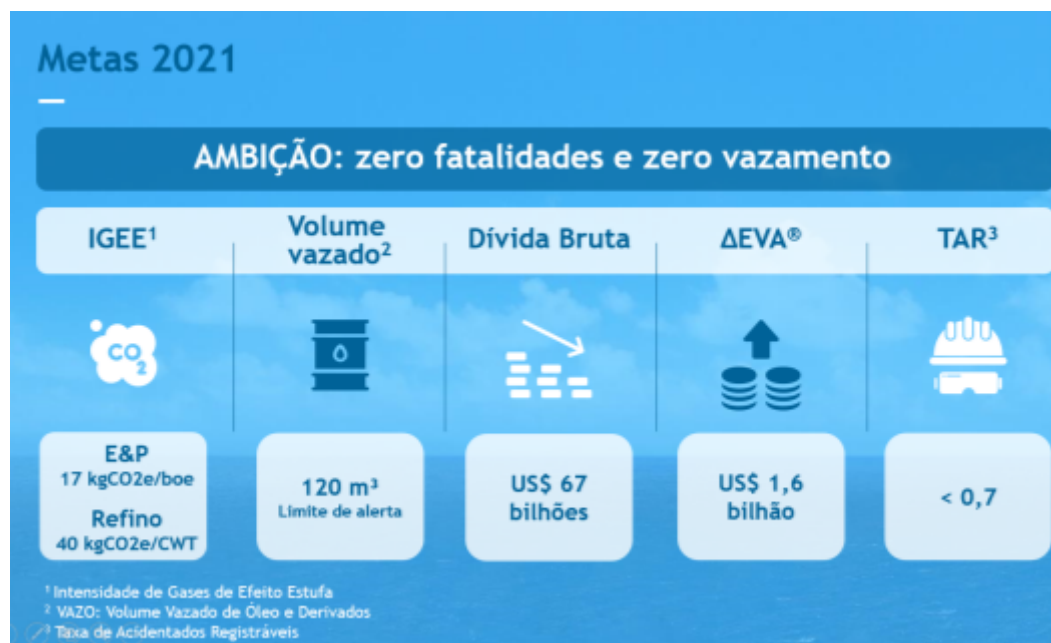 Metas 2021
AMBIÇÃO: zero fatalidades e zero vazamento
IGEE¹
Volume
vazado²
Dívida Bruta
ΔEVA®
TAR³
CO₂
E&P
17 kgCO2e/boe
Refino
40 kgCO2e/CWT
120 m³
Limite de alerta
US$ 67
bilhões
US$ 1,6
bilhão
< 0,7
¹ Intensidade de Gases de Efeito Estufa
² VAZO: Volume Vazado de Óleo e Derivados
³ Taxa de Acidentados Registráveis